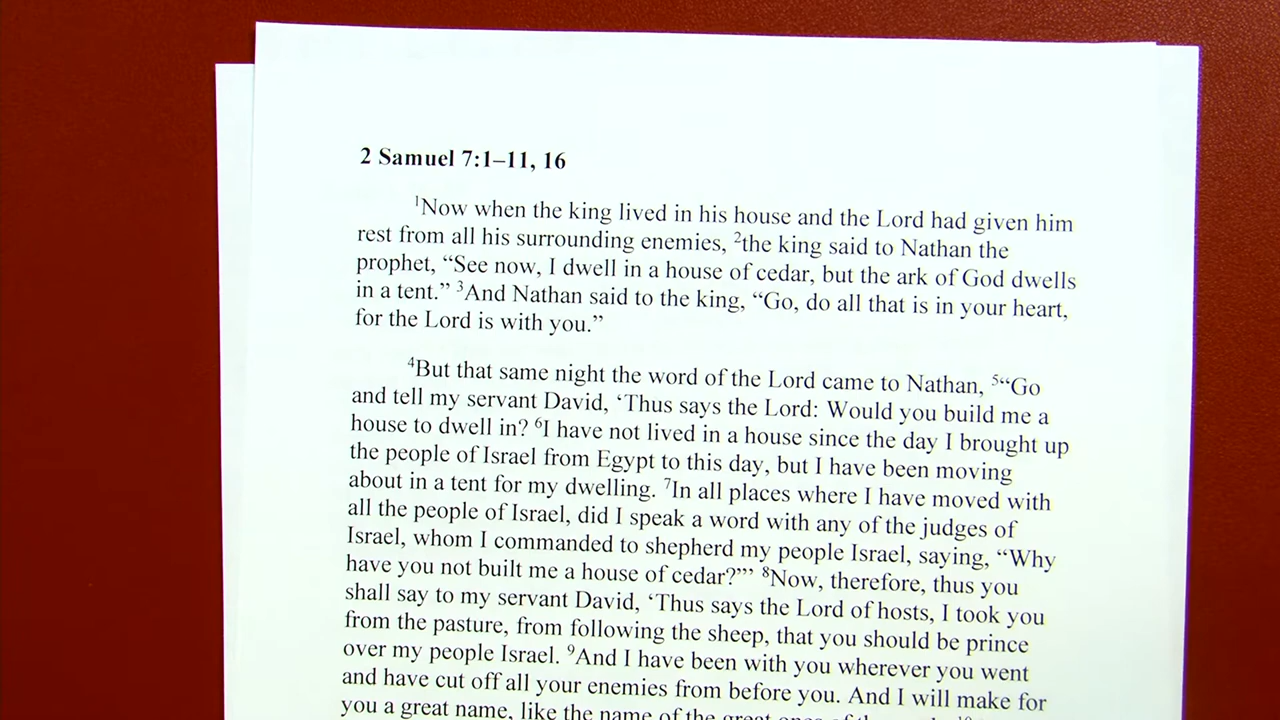 2 Samuel 7:1–11, 16
¹Now when the king lived in his house and the Lord had given him
rest from all his surrounding enemies, ²the king said to Nathan the
prophet, “See now, I dwell in a house of cedar, but the ark of God dwells
in a tent.” ³And Nathan said to the king, “Go, do all that is in your heart,
for the Lord is with you.”
⁴But that same night the word of the Lord came to Nathan, ⁵“Go
and tell my servant David, ‘Thus says the Lord: Would you build me a
house to dwell in? ⁶I have not lived in a house since the day I brought up
the people of Israel from Egypt to this day, but I have been moving
about in a tent for my dwelling. ⁷In all places where I have moved with
all the people of Israel, did I speak a word with any of the judges of
Israel, whom I commanded to shepherd my people Israel, saying, “Why
have you not built me a house of cedar?”’ ⁸Now, therefore, thus you
shall say to my servant David, ‘Thus says the Lord of hosts, I took you
from the pasture, from following the sheep, that you should be prince
over my people Israel. ⁹And I have been with you wherever you went
and have cut off all your enemies from before you. And I will make for
you a great name, like the name of the great ones of the